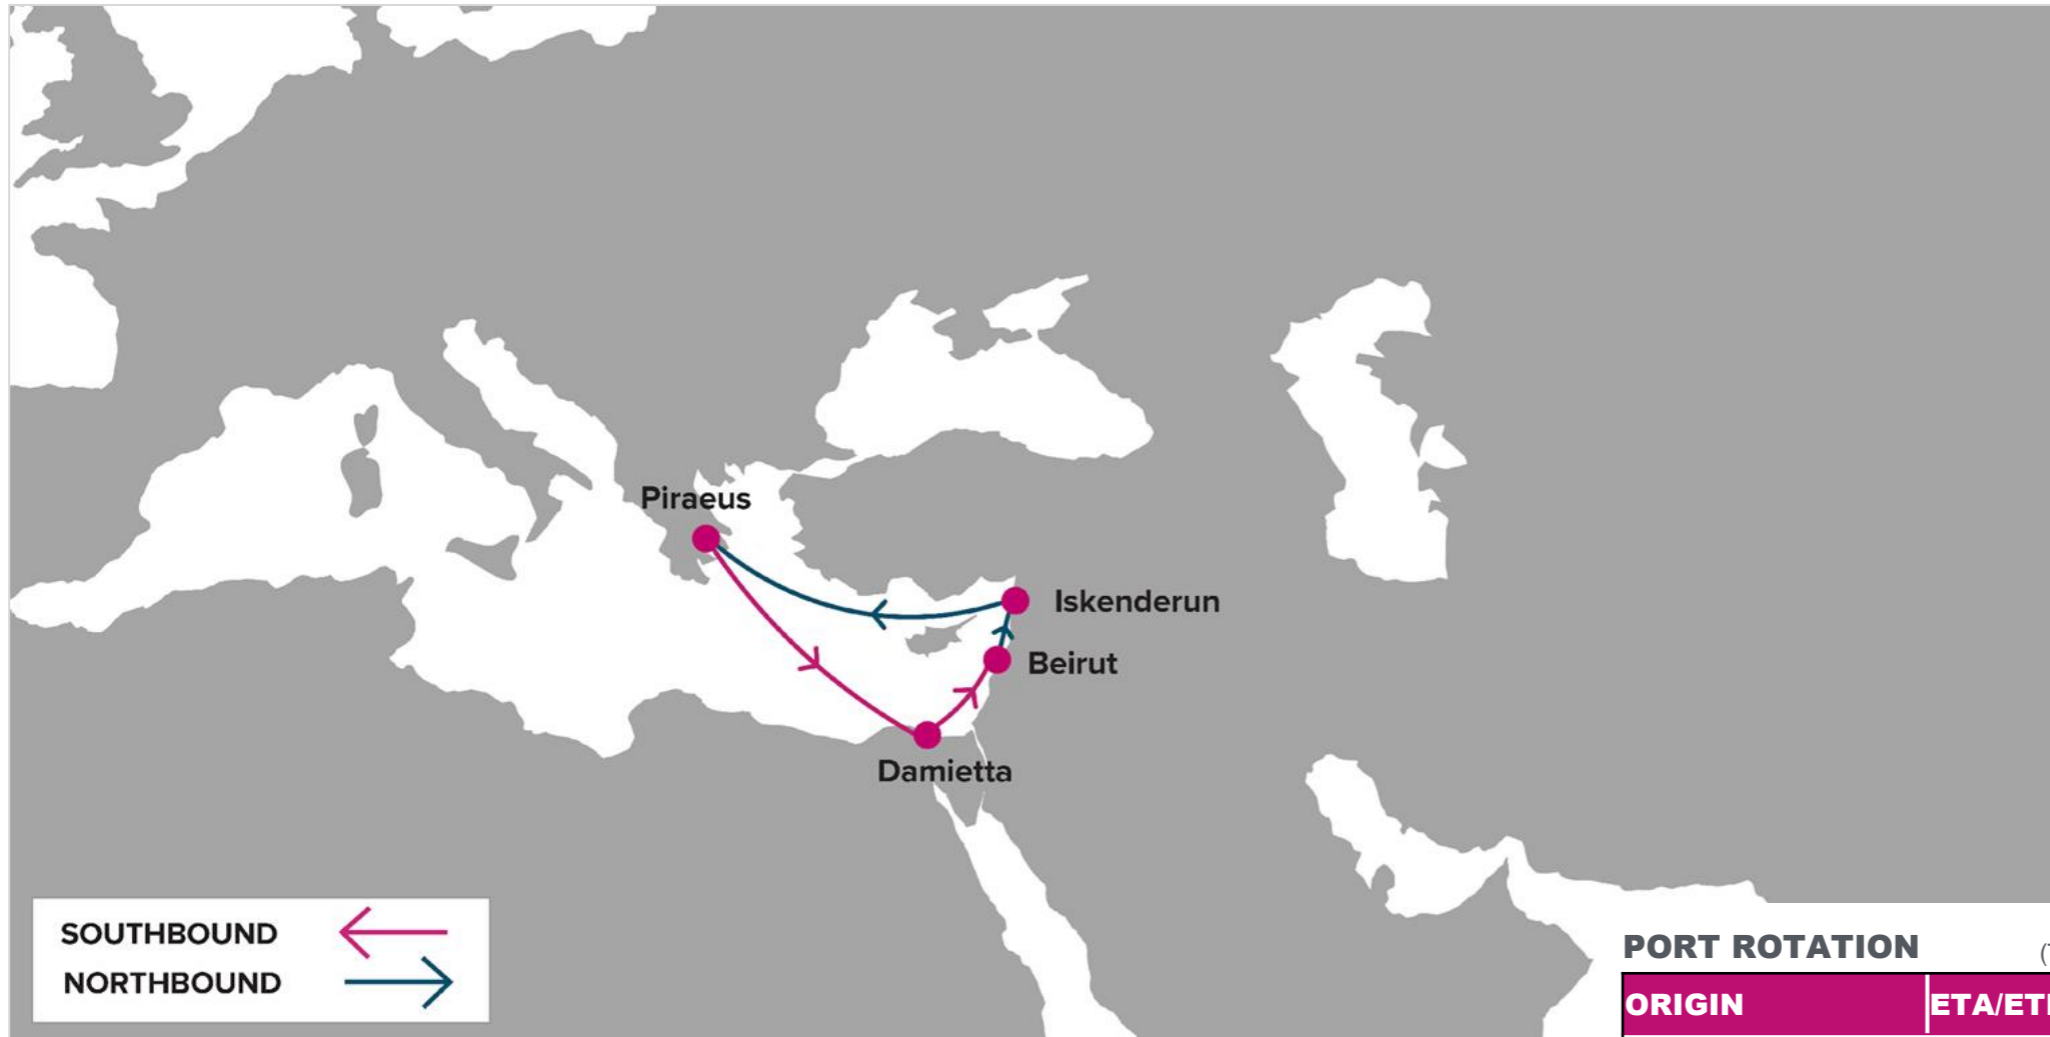 Piraeus
Iskenderun
Beirut
Damietta
SOUTHBOUND
NORTHBOUND
PORT ROTATION
ORIGIN